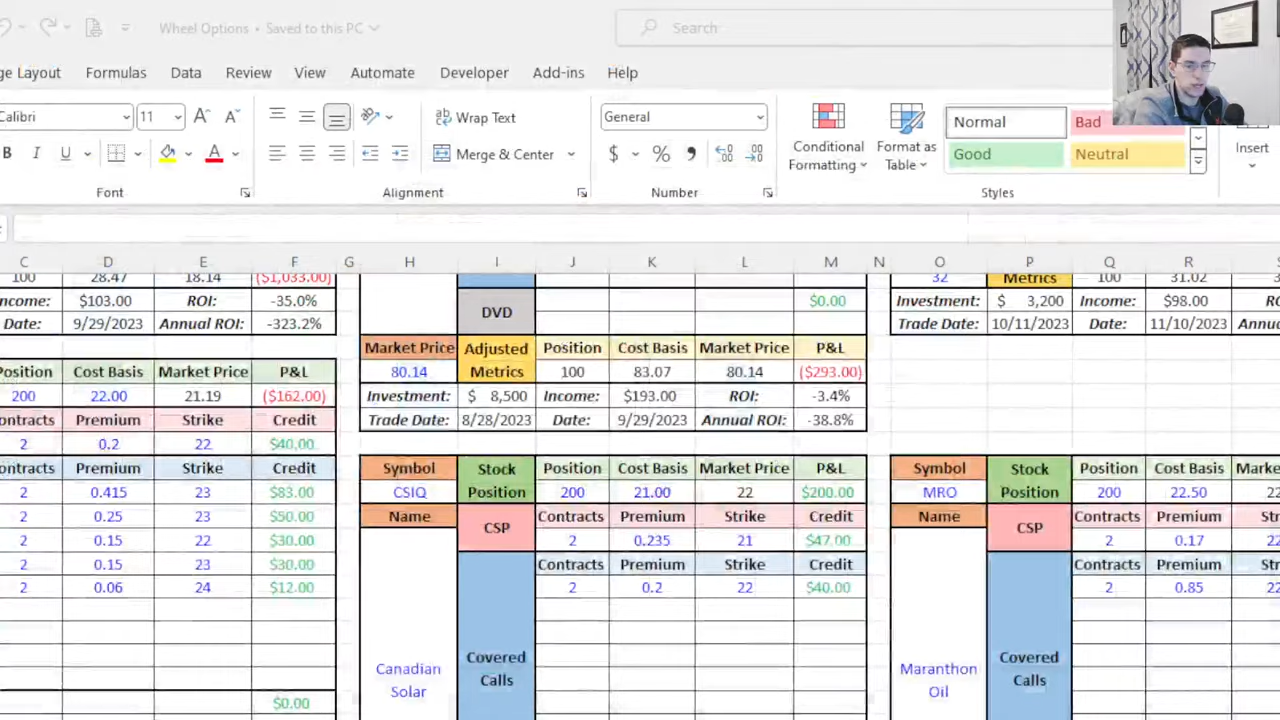 Wheel Options • Saved to this PC
Search
ge Layout Formulas Data Review View Automate Developer Add-ins Help
Calibri 11 Wrap Text General Conditional Formatting Format as Table Normal Bad Insert
B I U Merge & Center $ % Good Neutral
Font Alignment Number Styles
C D E F G H I J K L M N O P Q R S
100 28.47 18.14 ($1,033.00) 32 Metrics 100 31.02
ncome: $103.00 ROI: -35.0% $0.00 Investment: $ 3,200 Income: $98.00 RO
Date: 9/29/2023 Annual ROI: -323.2% DVD Trade Date: 10/11/2023 Date: 11/10/2023 Annua
Market Price Adjusted Metrics Position Cost Basis Market Price P&L
osition Cost Basis Market Price P&L 80.14 100 83.07 80.14 ($293.00)
200 22.00 21.19 ($162.00) Investment: $ 8,500 Income: $193.00 ROI: -3.4%
ontracts Premium Strike Credit Trade Date: 8/28/2023 Date: 9/29/2023 Annual ROI: -38.8%
2 0.2 22 $40.00
ontracts Premium Strike Credit Symbol Stock Position Position Cost Basis Market Price P&L Symbol Stock Position Position Cost Basis Marke
2 0.415 23 $83.00 CSIQ 200 21.00 22 $200.00 MRO 200 22.50 22
2 0.25 23 $50.00 Name CSP Contracts Premium Strike Credit Name CSP Contracts Premium S
2 0.15 22 $30.00 2 0.235 21 $47.00 2 0.17 22
2 0.15 23 $30.00 Contracts Premium Strike Credit Contracts Premium S
2 0.06 24 $12.00 2 0.2 22 $40.00 2 0.85 22
Canadian Solar Covered Calls Maranthon Oil Covered Calls
$0.00